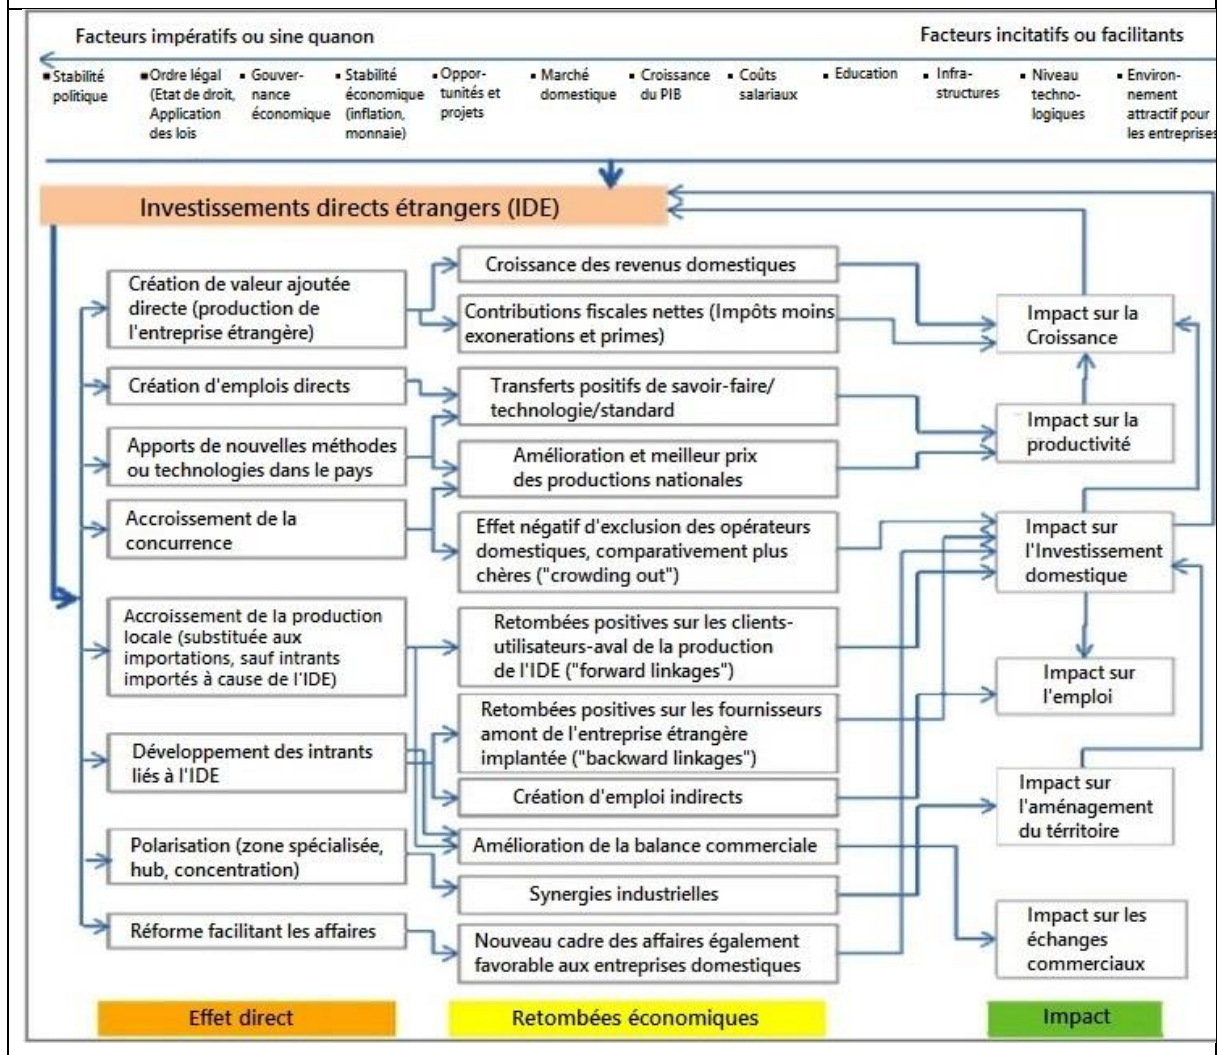 Facteurs impératifs ou sine quanon
Facteurs incitatifs ou facilitants
▪ Stabilité
politique
▪ Ordre légal
(Etat de droit,
Application
des lois
▪ Gouver-
nance
économique
▪ Stabilité
économique
(inflation,
monnaie)
▪ Oppor-
tunités et
projets
▪ Marché
domestique
▪ Croissance
du PIB
▪ Coûts
salariaux
▪ Education
▪ Infra-
structures
▪ Niveau
techno-
logiques
▪ Environ-
nement
attractif pour
les entreprises
Investissements directs étrangers (IDE)
Création de valeur ajoutée
directe (production de
l'entreprise étrangère)
Création d'emplois directs
Apports de nouvelles méthodes
ou technologies dans le pays
Accroissement de la
concurrence
Accroissement de la production
locale (substituée aux
importations, sauf intrants
importés à cause de l'IDE)
Développement des intrants
liés à l'IDE
Polarisation (zone spécialisée,
hub, concentration)
Réforme facilitant les affaires
Croissance des revenus domestiques
Contributions fiscales nettes (Impôts moins
exonerations et primes)
Transferts positifs de savoir-faire/
technologie/standard
Amélioration et meilleur prix
des productions nationales
Effet négatif d'exclusion des opérateurs
domestiques, comparativement plus
chères ("crowding out")
Retombées positives sur les clients-
utilisateurs-aval de la production
de l'IDE ("forward linkages")
Retombées positives sur les fournisseurs
amont de l'entreprise étrangère
implantée ("backward linkages")
Création d'emploi indirects
Amélioration de la balance commerciale
Synergies industrielles
Nouveau cadre des affaires également
favorable aux entreprises domestiques
Impact sur la
Croissance
Impact sur la
productivité
Impact sur
l'Investissement
domestique
Impact sur
l'emploi
Impact sur
l'aménagement
du térritoire
Impact sur les
échanges
commerciaux
Effet direct
Retombées économiques
Impact